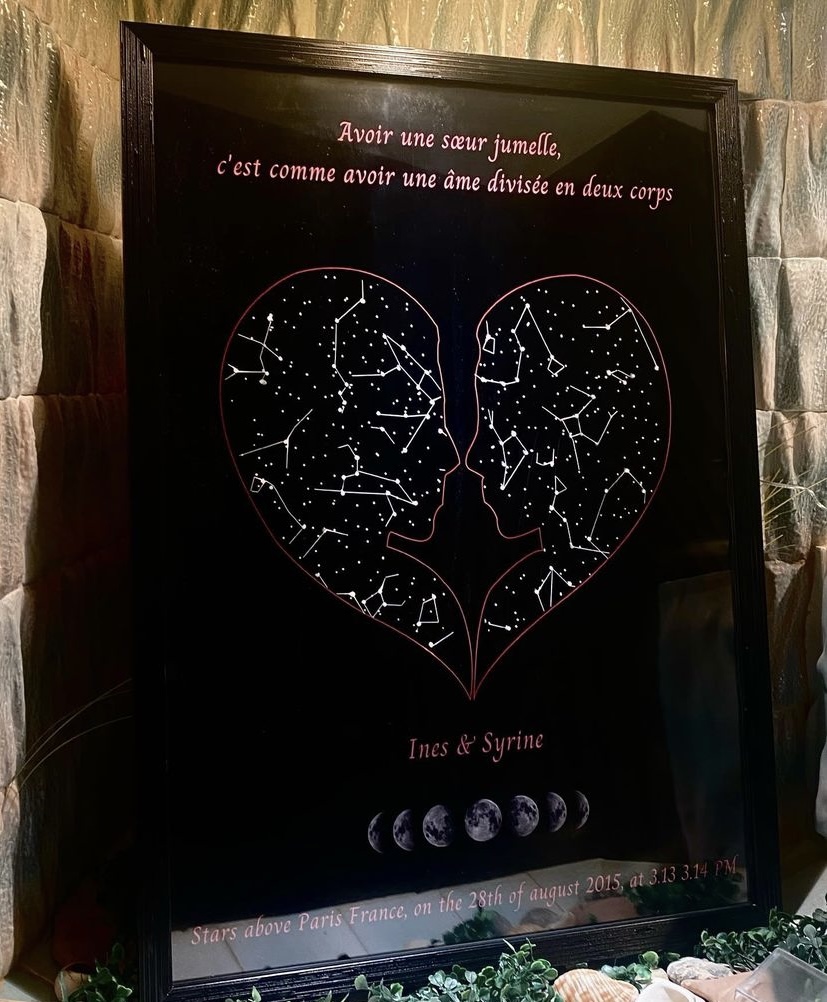 Avoir une sœur jumelle,
c'est comme avoir une âme divisée en deux corps
Ines & Syrine
Stars above Paris France, on the 28th of august 2015, at 3.13 3.14 PM